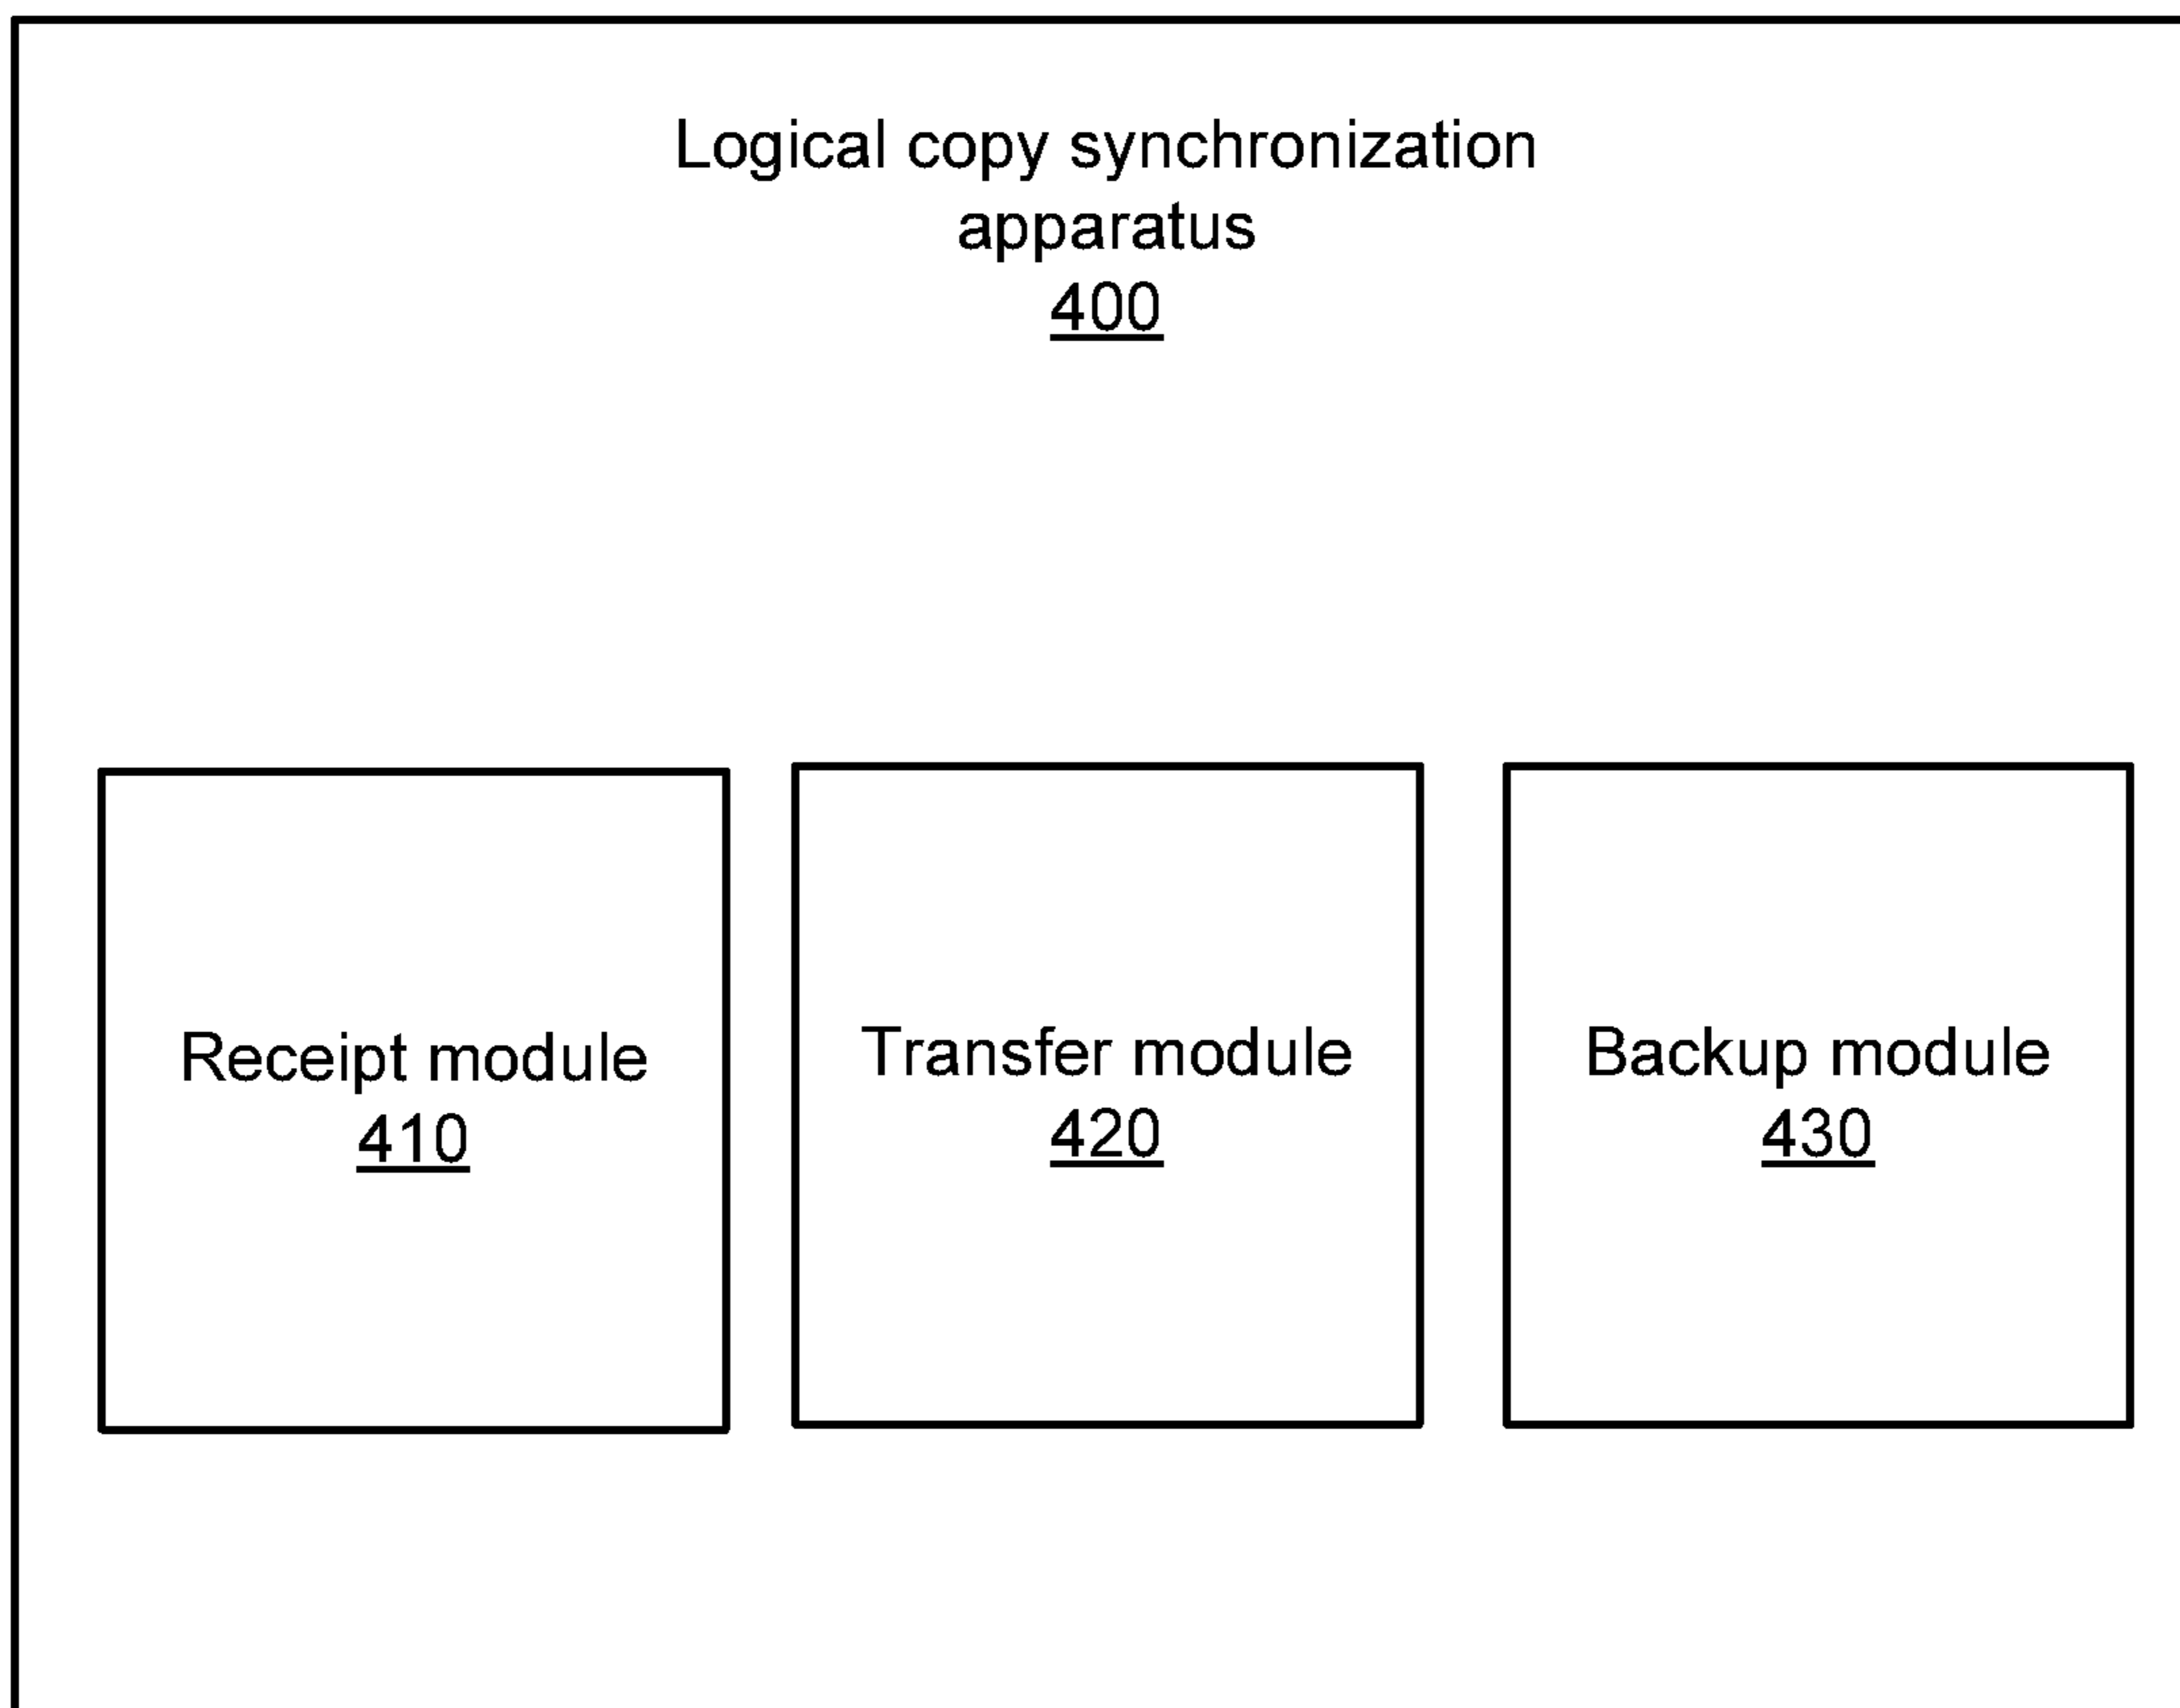 Logical copy synchronization
apparatus
400
Receipt module
410
Transfer module
420
Backup module
430